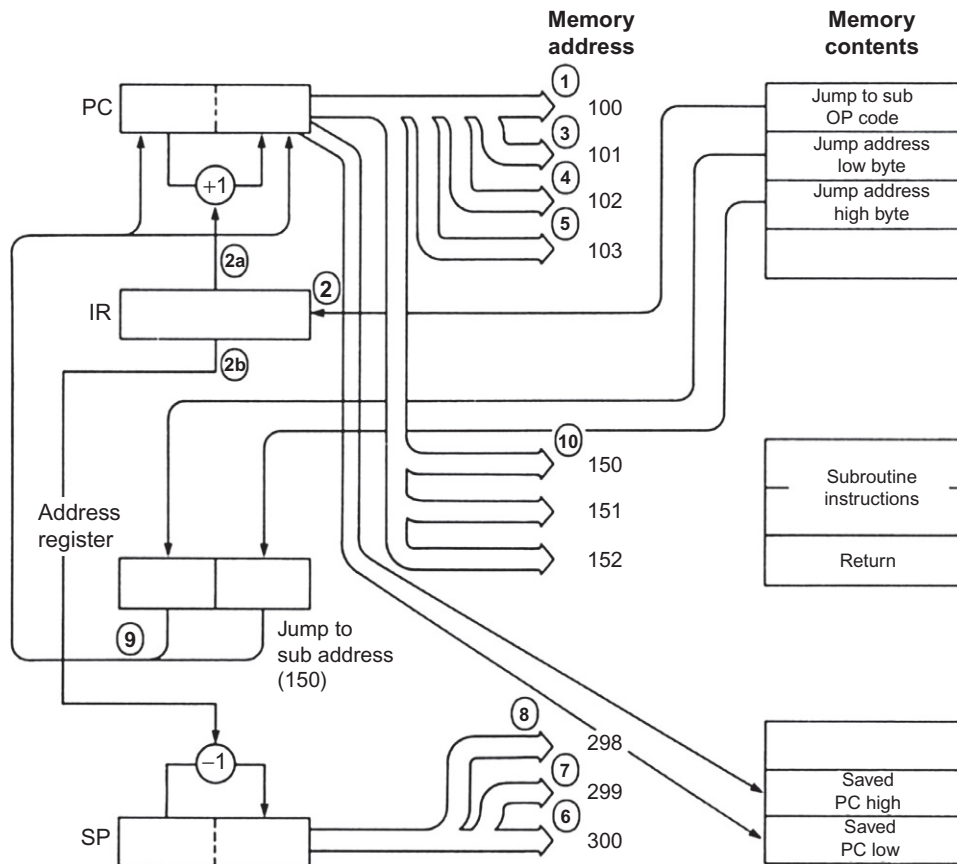 Memory
address
Memory
contents
PC
1
100
Jump to sub
OP code
3
101
Jump address
low byte
+1
4
102
Jump address
high byte
5
103
2a
IR
2
2b
10
150
Subroutine
instructions
151
Address
register
152
Return
9
Jump to
sub address
(150)
8
298
−1
7
299
Saved
PC high
6
SP
300
Saved
PC low